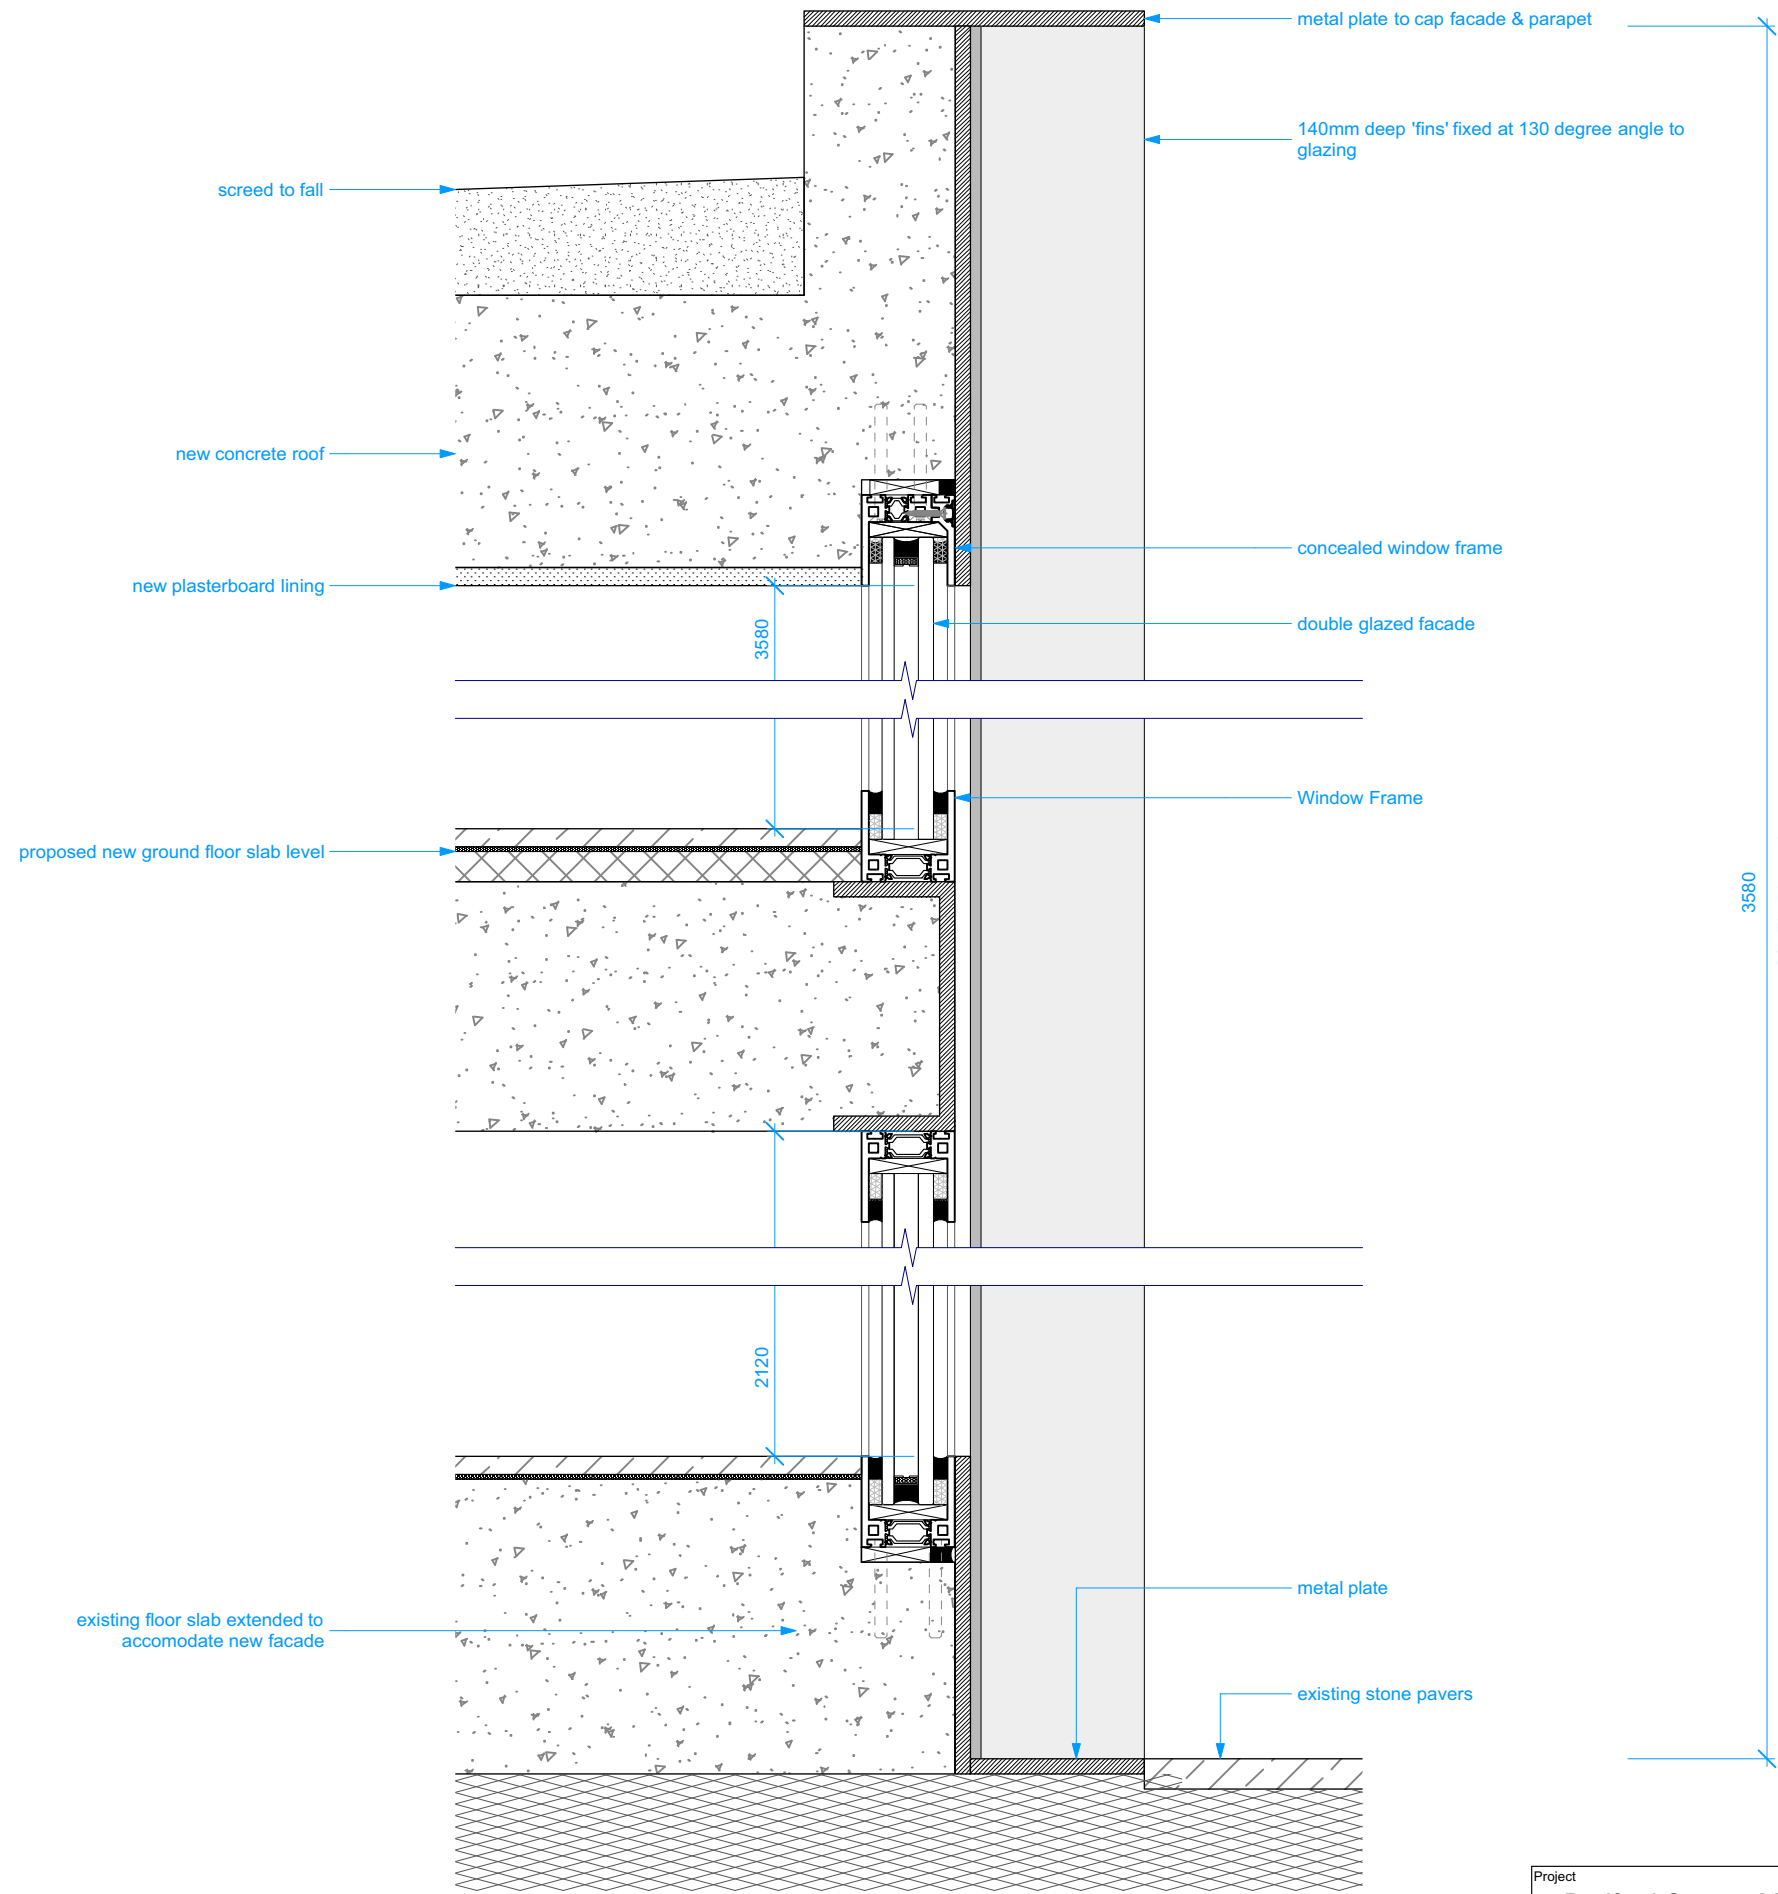 metal plate to cap facade & parapet
140mm deep 'fins' fixed at 130 degree angle to
glazing
screed to fall
new concrete roof
concealed window frame
new plasterboard lining
double glazed facade
3580
Window Frame
proposed new ground floor slab level
3580
2120
metal plate
existing floor slab extended to
accomodate new facade
existing stone pavers
Project